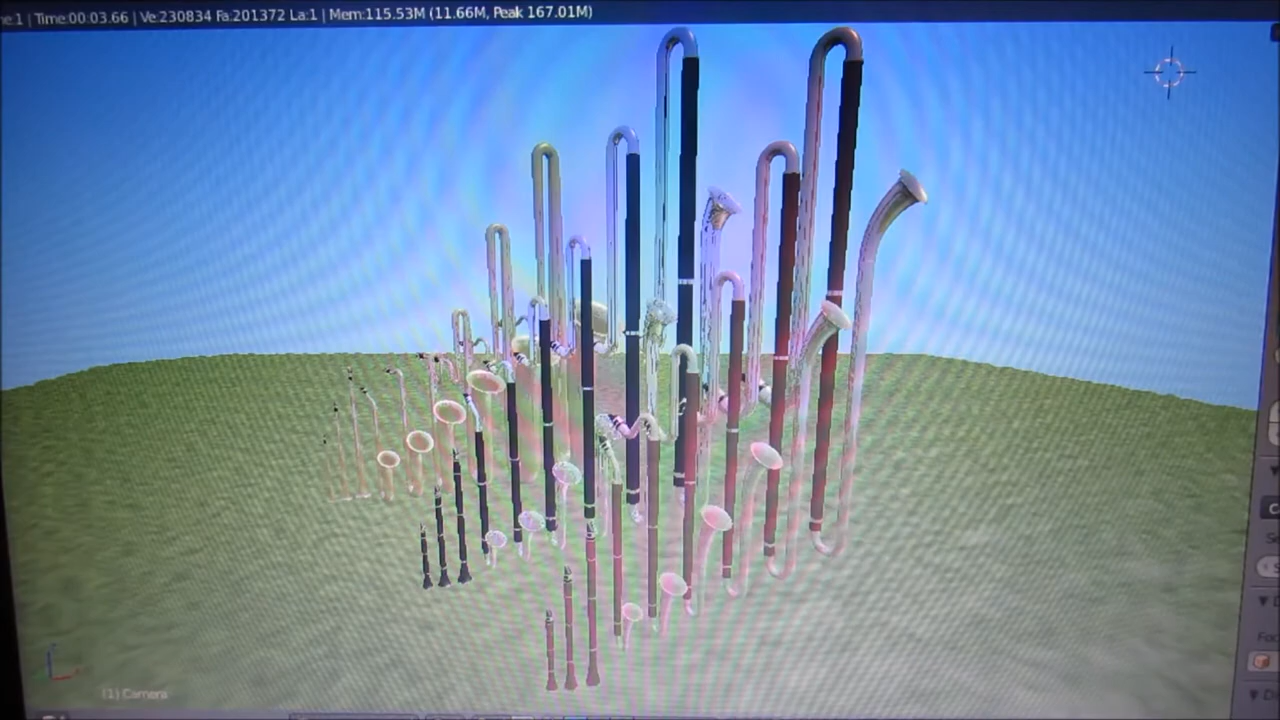 e:1 | Time:00:03.66 | Ve:230834 Fa:201372 La:1 | Mem:115.53M (11.66M, Peak 167.01M)
(1) Camera